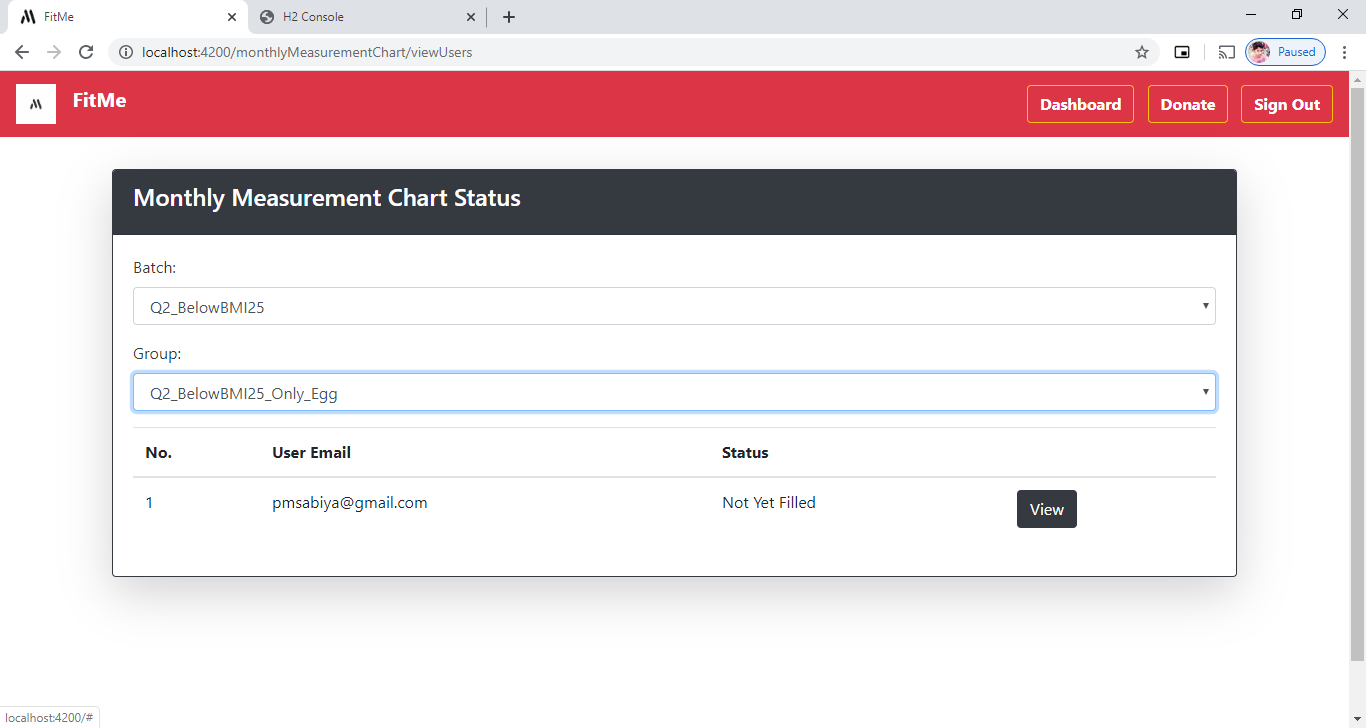 FitMe
H2 Console
localhost:4200/monthlyMeasurementChart/viewUsers
Paused
FitMe
Dashboard
Donate
Sign Out
Monthly Measurement Chart Status
Batch:
Q2_BelowBMI25
Group:
Q2_BelowBMI25_Only_Egg
No. User Email Status
1 pmsabiya@gmail.com Not Yet Filled View
localhost:4200/#